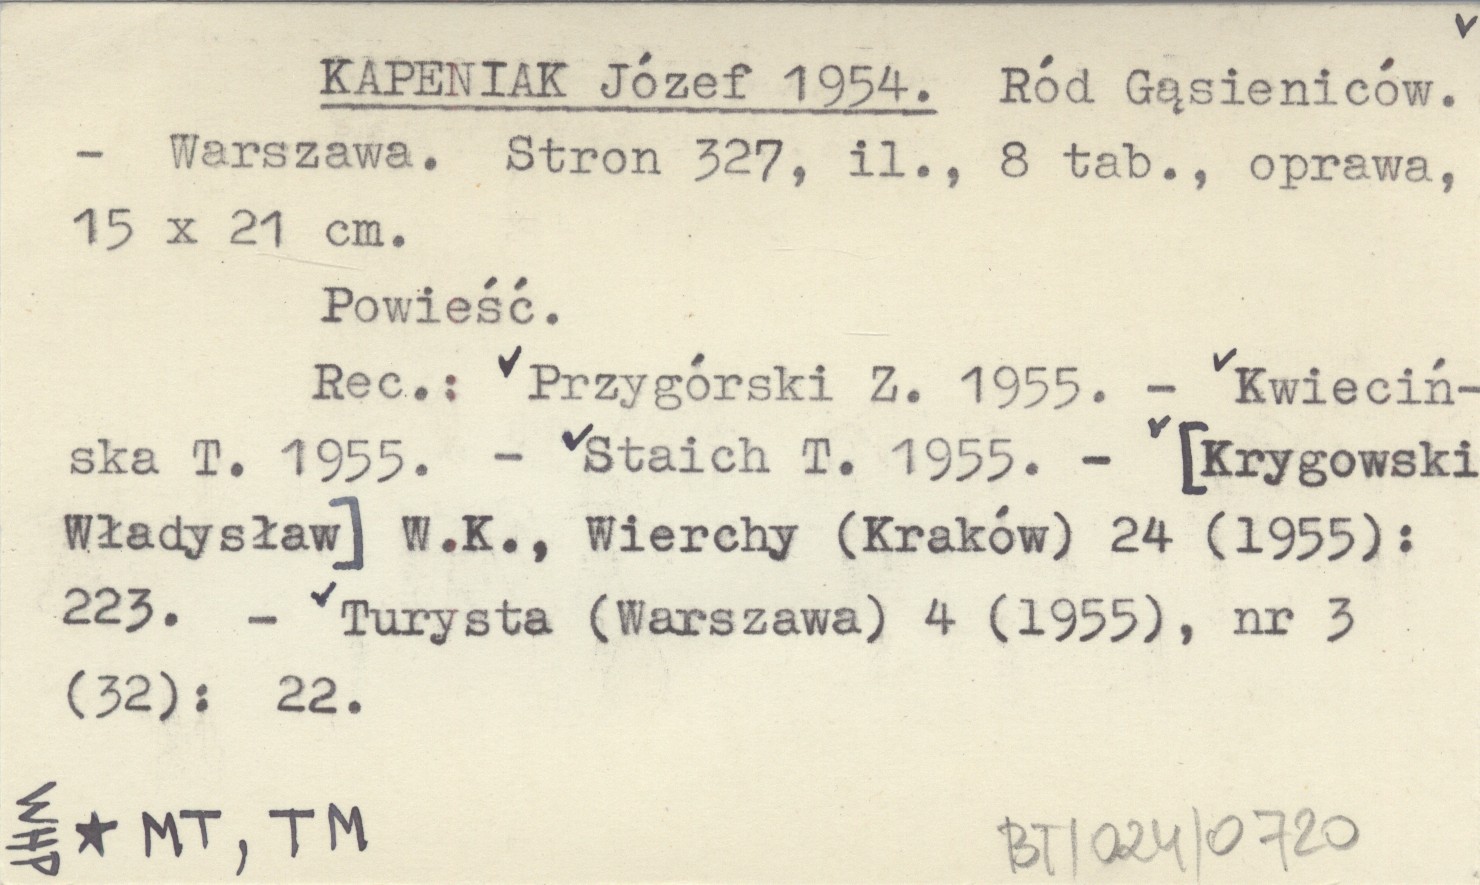 ✓
KAPENIAK Józef 1954. Ród Gąsieniców.
- Warszawa. Stron 327, il., 8 tab., oprawa,
15 x 21 cm.
Powieść.
Rec.: ✓Przygórski Z. 1955. - ✓Kwieciń-
ska T. 1955. - ✓Staich T. 1955. - ✓[Krygowski
Władysław] W.K., Wierchy (Kraków) 24 (1955):
223. - ✓Turysta (Warszawa) 4 (1955), nr 3
(32): 22.
WHP ★ MT, TM
BT/024/0720